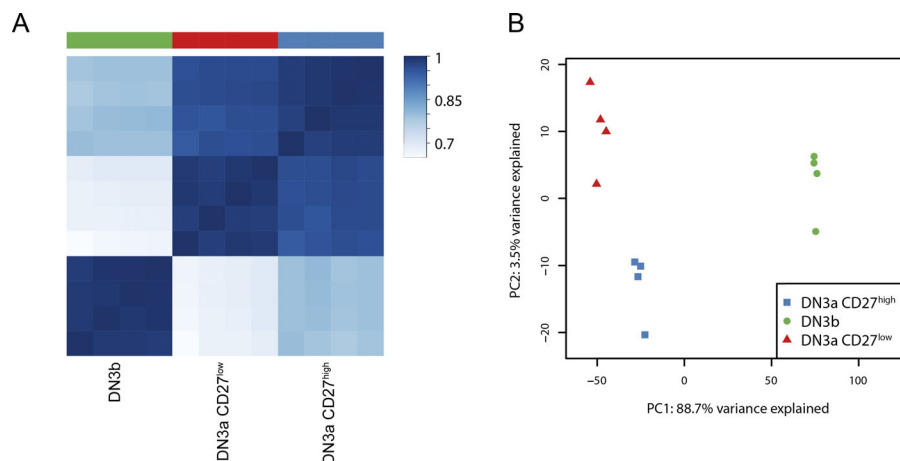 A
1
0.85
0.7
DN3b
DN3a CD27low
DN3a CD27high
B
PC2: 3.5% variance explained
20
10
0
−10
−20
−50
0
50
100
PC1: 88.7% variance explained
DN3a CD27high
DN3b
DN3a CD27low